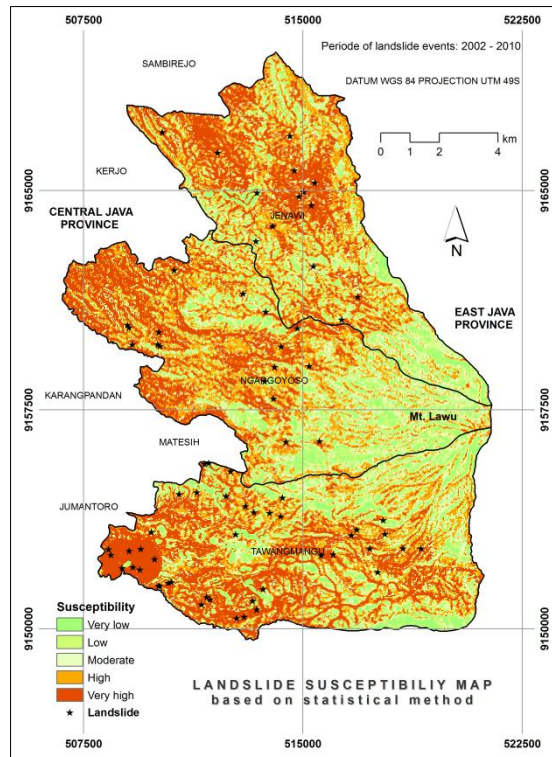 507500 515000 522500
Periode of landslide events: 2002 - 2010
SAMBIREJO
DATUM WGS 84 PROJECTION UTM 49S
0 1 2 4
km
KERJO
9165000 9165000
CENTRAL JAVA
PROVINCE
JENAWI
N
EAST JAVA
PROVINCE
NGARGOYOSO
KARANGPANDAN
9157500 9157500
Mt. Lawu
MATESIH
JUMANTORO
TAWANGMANGU
Susceptibility
Very low
Low
Moderate
High
Very high
Landslide
9150000 9150000
LANDSLIDE SUSCEPTIBILIY MAP
based on statistical method
507500 515000 522500